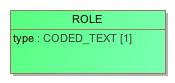 ROLE
type : CODED_TEXT [1]